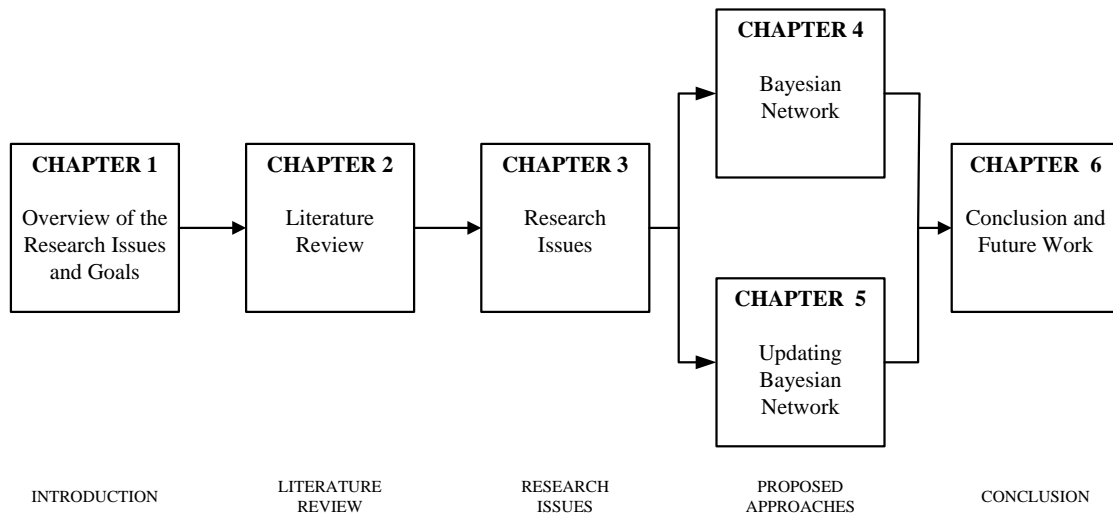 CHAPTER 1
Overview of the
Research Issues
and Goals
CHAPTER 2
Literature
Review
CHAPTER 3
Research
Issues
CHAPTER 4
Bayesian
Network
CHAPTER 5
Updating
Bayesian
Network
CHAPTER 6
Conclusion and
Future Work
INTRODUCTION
LITERATURE
REVIEW
RESEARCH
ISSUES
PROPOSED
APPROACHES
CONCLUSION